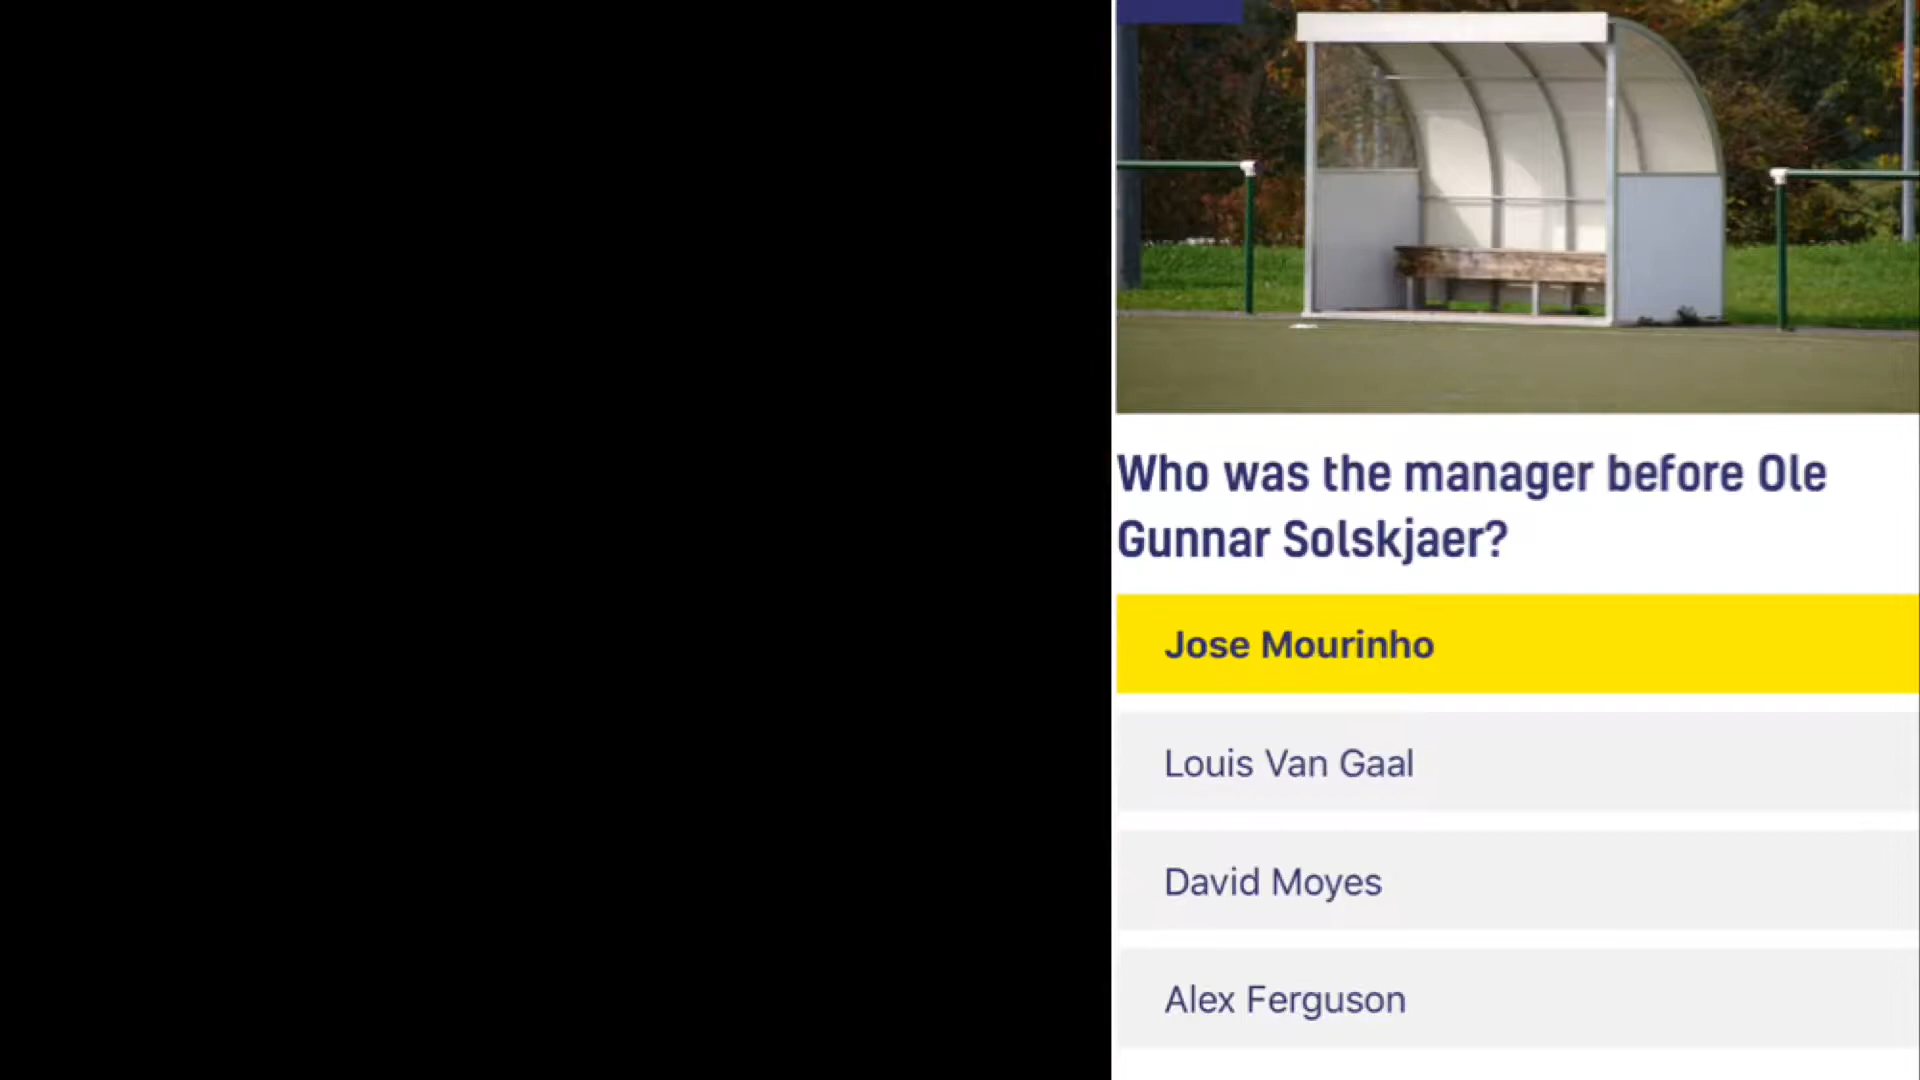 Who was the manager before Ole
Gunnar Solskjaer?
Jose Mourinho
Louis Van Gaal
David Moyes
Alex Ferguson